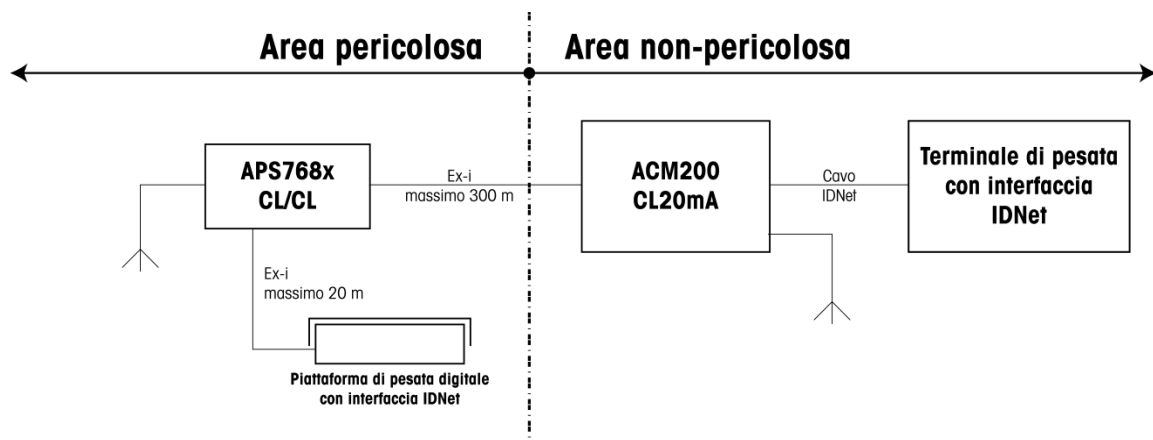 Area pericolosa
Area non-pericolosa
APS768x
CL/CL
Ex-i
massimo 300 m
ACM200
CL20mA
Cavo
IDNet
Terminale di pesata
con interfaccia
IDNet
Ex-i
massimo 20 m
Piattaforma di pesata digitale
con interfaccia IDNet